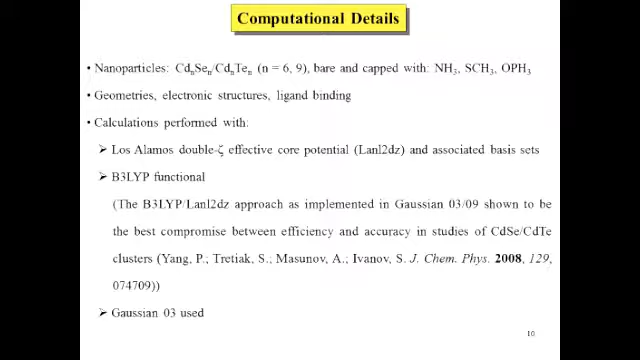 Computational Details
• Nanoparticles: CdₙSeₙ/CdₙTeₙ (n = 6, 9), bare and capped with: NH₃, SCH₃, OPH₃
• Geometries, electronic structures, ligand binding
• Calculations performed with:
➢ Los Alamos double-ζ effective core potential (Lanl2dz) and associated basis sets
➢ B3LYP functional
(The B3LYP/Lanl2dz approach as implemented in Gaussian 03/09 shown to be
the best compromise between efficiency and accuracy in studies of CdSe/CdTe
clusters (Yang, P.; Tretiak, S.; Masunov, A.; Ivanov, S. J. Chem. Phys. 2008, 129,
074709))
➢ Gaussian 03 used
10